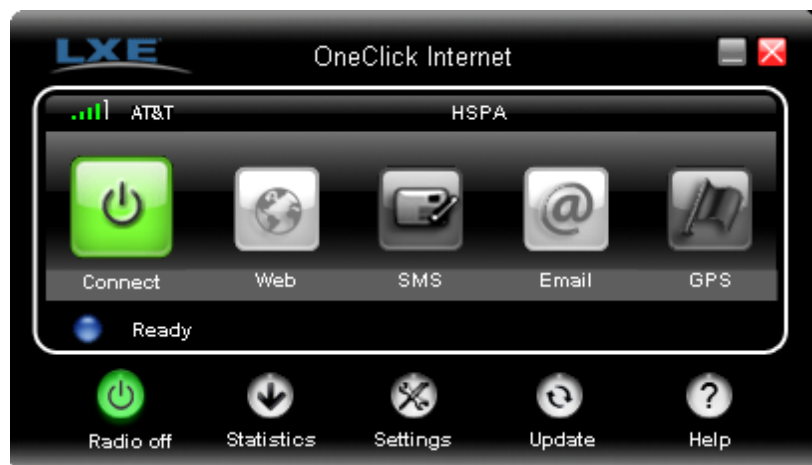 LXE OneClick Internet
AT&T HSPA
Connect Web SMS Email GPS
Ready
Radio off Statistics Settings Update Help